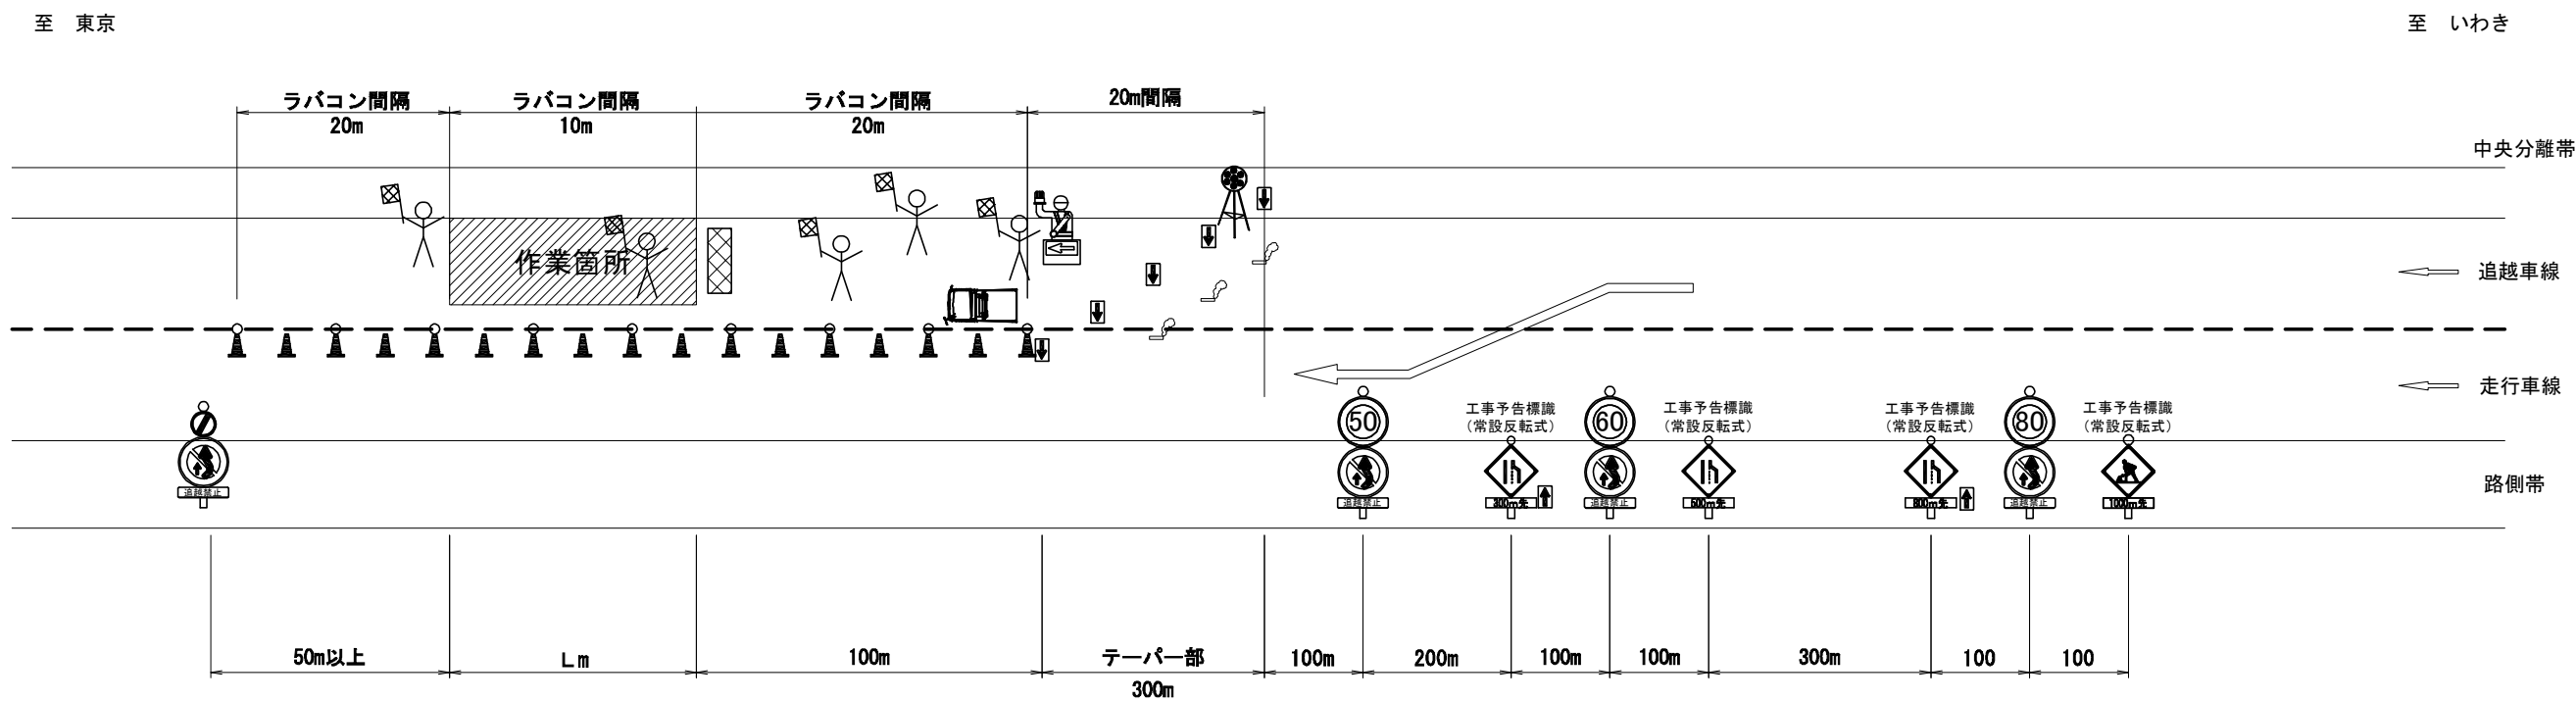 至 東京
至 いわき
ラバコン間隔
ラバコン間隔
ラバコン間隔
20m間隔
20m
10m
20m
中央分離帯
作業箇所
追越車線
走行車線
工事予告標識
(常設反転式)
工事予告標識
(常設反転式)
工事予告標識
(常設反転式)
工事予告標識
(常設反転式)
50
60
80
路側帯
追越禁止
追越禁止
300m先
追越禁止
500m先
800m先
追越禁止
1000m先
50m以上
Lm
100m
テーパー部
300m
100m
200m
100m
100m
300m
100
100